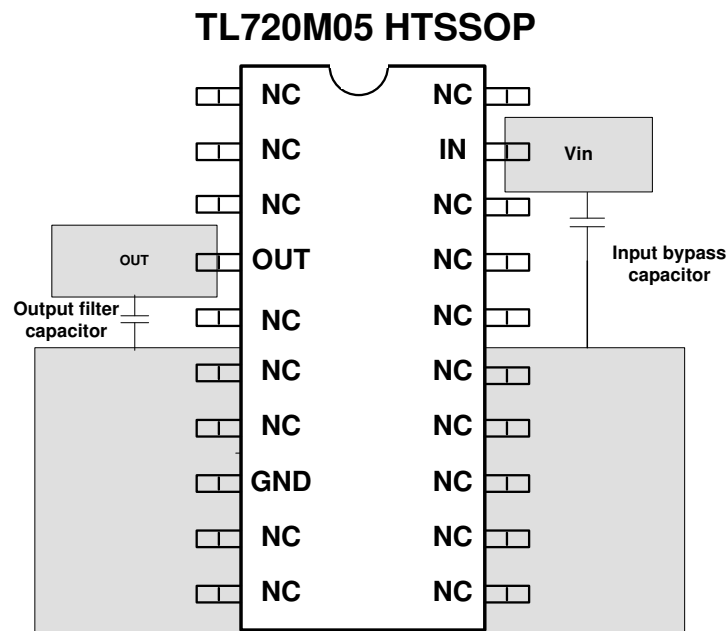 TL720M05 HTSSOP
NC NC
NC IN Vin
NC NC
OUT OUT NC
Input bypass
capacitor
Output filter
capacitor
NC NC
NC NC
NC NC
GND NC
NC NC
NC NC